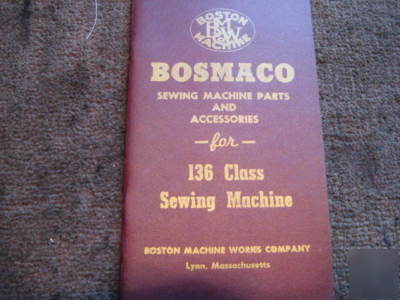 BOSTON
MW
MACHINE
BOSMACO
SEWING MACHINE PARTS
AND
ACCESSORIES
— for —
136 Class
Sewing Machine
BOSTON MACHINE WORKS COMPANY
Lynn, Massachusetts